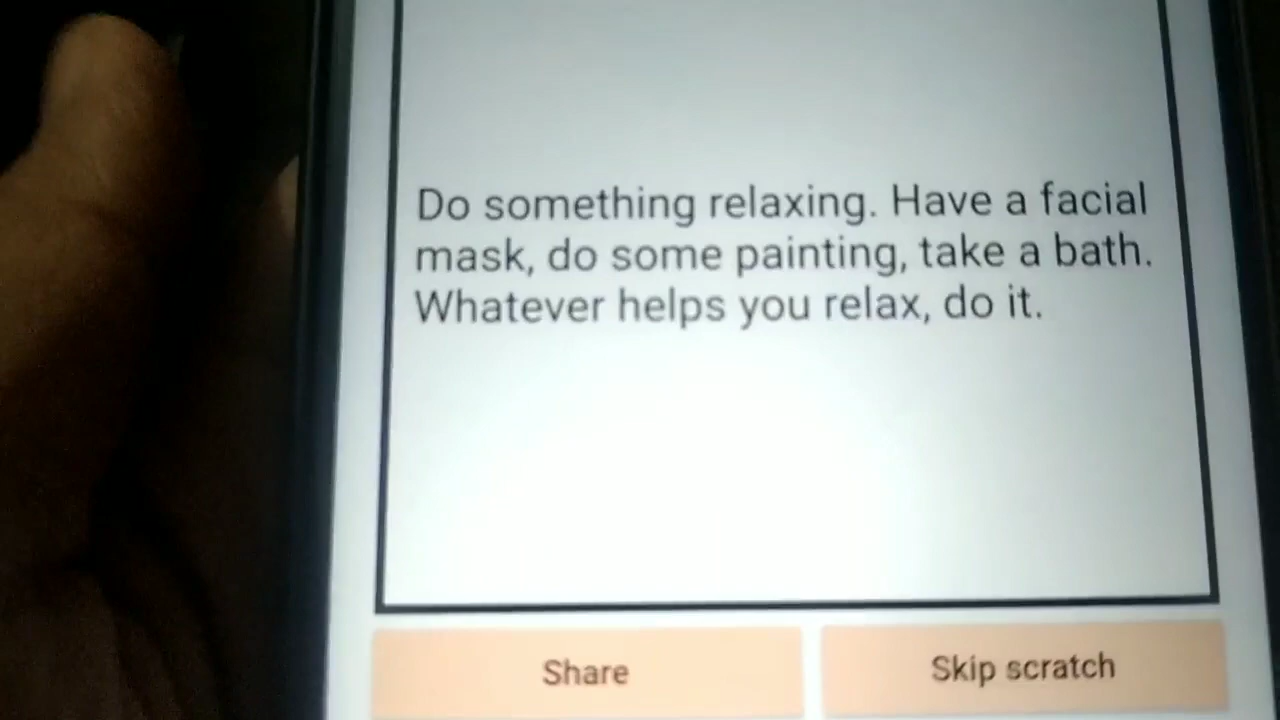 Do something relaxing. Have a facial
mask, do some painting, take a bath.
Whatever helps you relax, do it.
Share
Skip scratch